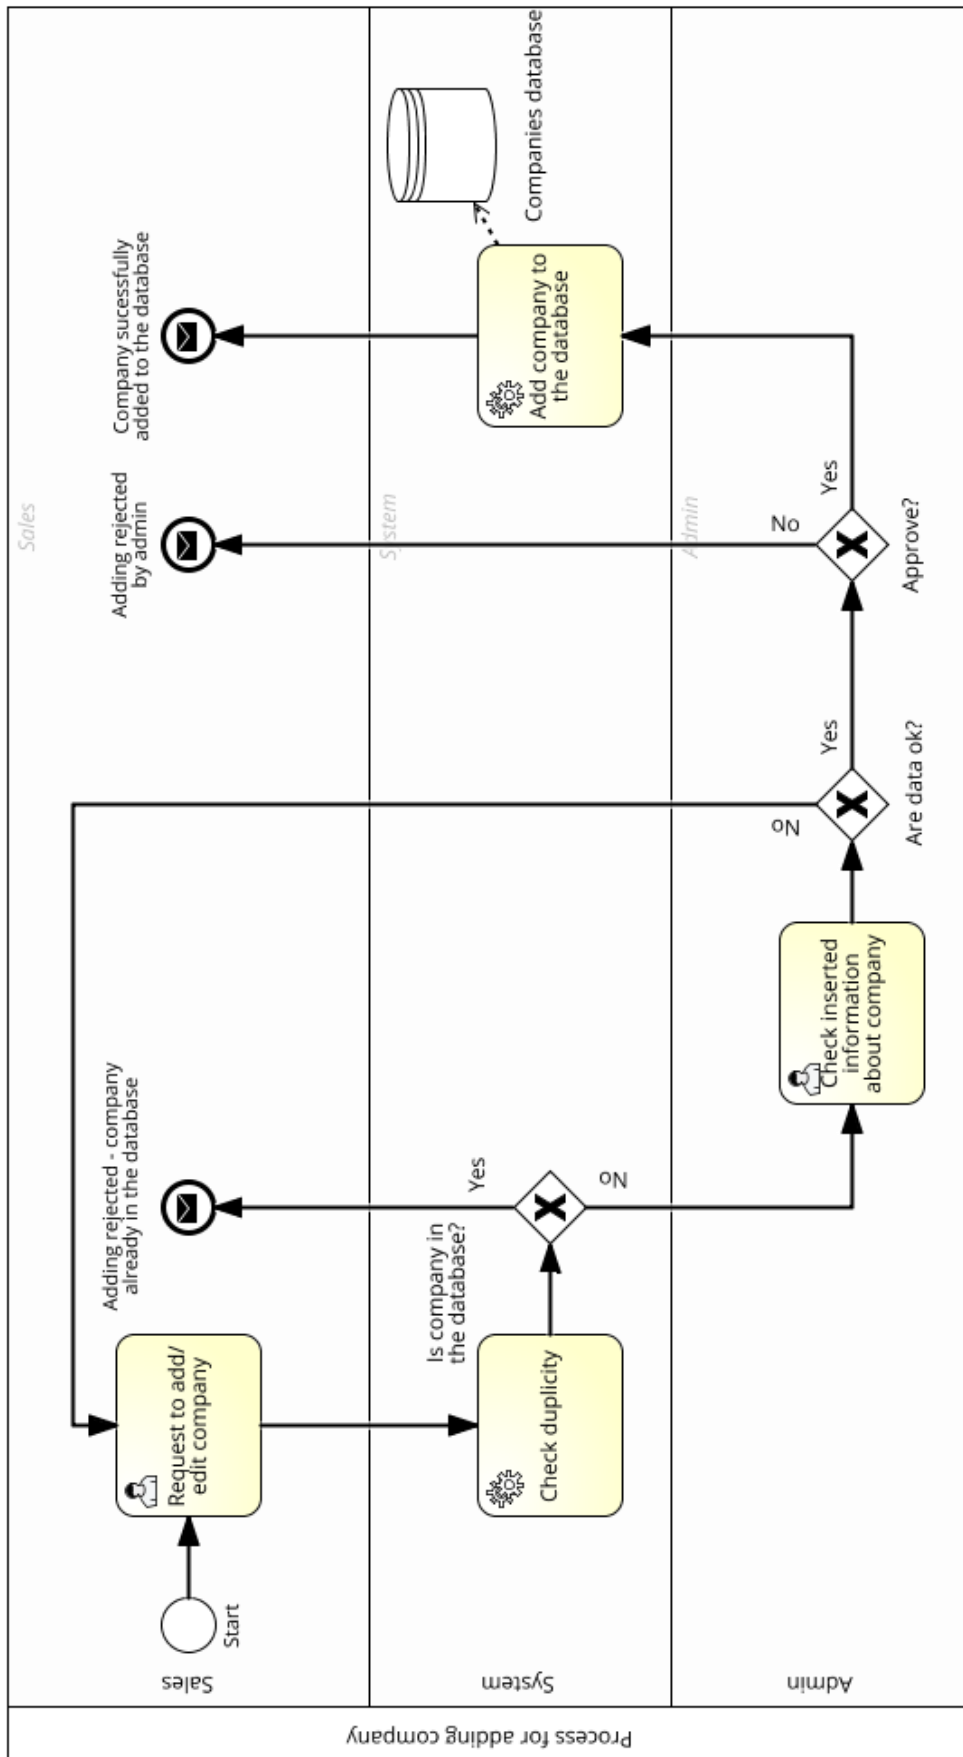 Process for adding company
Sales
Sales
Start
Request to add/
edit company
Adding rejected - company
already in the database
Adding rejected
by admin
Company sucessfully
added to the database
System
System
Check duplicity
Is company in
the database?
Yes
No
Add company to
the database
Companies database
Admin
Admin
Check inserted
information
about company
Are data ok?
No
Yes
Approve?
No
Yes